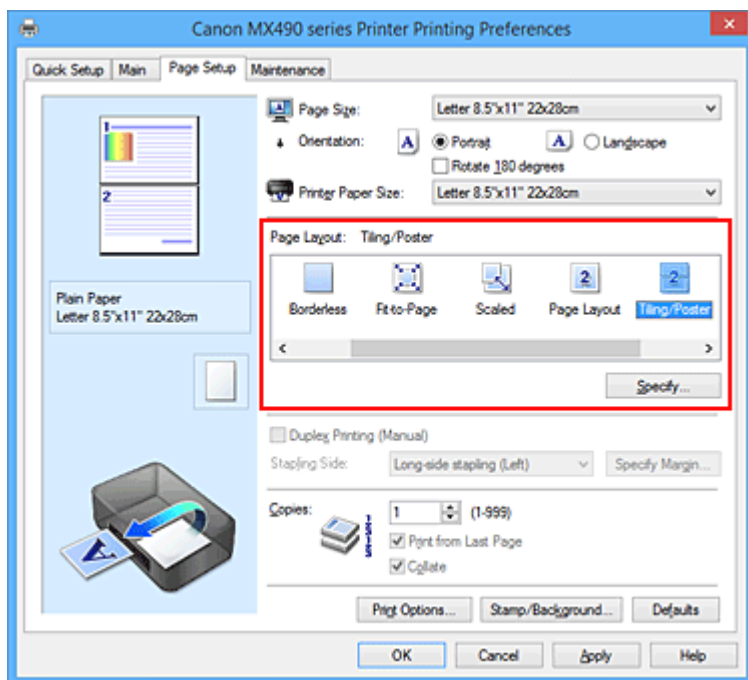 Canon MX490 series Printer Printing Preferences
Quick Setup Main Page Setup Maintenance
1
2
Plain Paper
Letter 8.5"x11" 22x28cm
Page Size: Letter 8.5"x11" 22x28cm
Orientation: A Portrait A Landscape
Rotate 180 degrees
Printer Paper Size: Letter 8.5"x11" 22x28cm
Page Layout: Tiling/Poster
2 2
Borderless Fit-to-Page Scaled Page Layout Tiling/Poster
Specify...
Duplex Printing (Manual)
Stapling Side: Long-side stapling (Left) Specify Margin...
Copies: 1 (1-999)
Print from Last Page
Collate
A
Print Options... Stamp/Background... Defaults
OK Cancel Apply Help